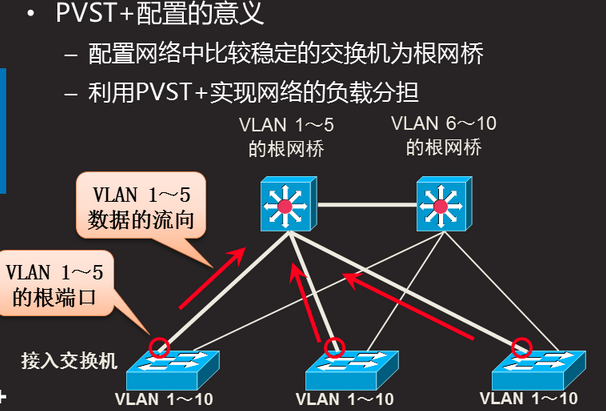 • PVST+配置的意义
– 配置网络中比较稳定的交换机为根网桥
– 利用PVST+实现网络的负载分担
VLAN 1～5
的根网桥
VLAN 6～10
的根网桥
VLAN 1～5
数据的流向
VLAN 1～5
的根端口
接入交换机
VLAN 1～10
VLAN 1～10
VLAN 1～10